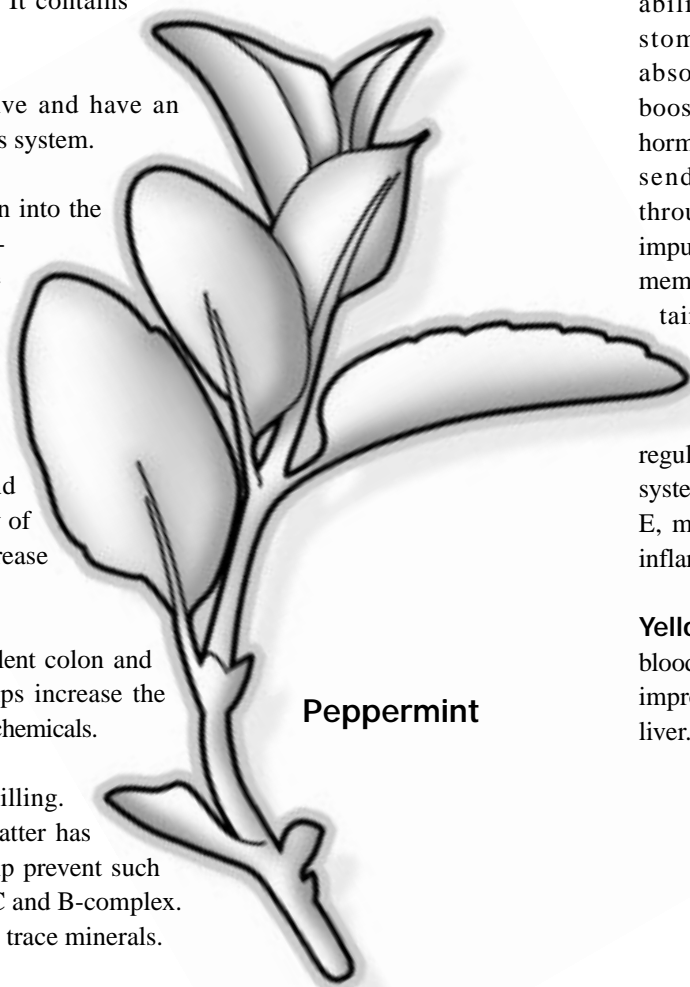 It contains
ve and have an
s system.
n into the
-
d
y of
rease
lent colon and
ps increase the
chemicals.
illing.
atter has
p prevent such
C and B-complex.
trace minerals.
Peppermint
abili
stom
abso
boos
horm
send
throu
impu
mem
tain
regul
syste
E, m
infla
Yello
blood
impro
liver.